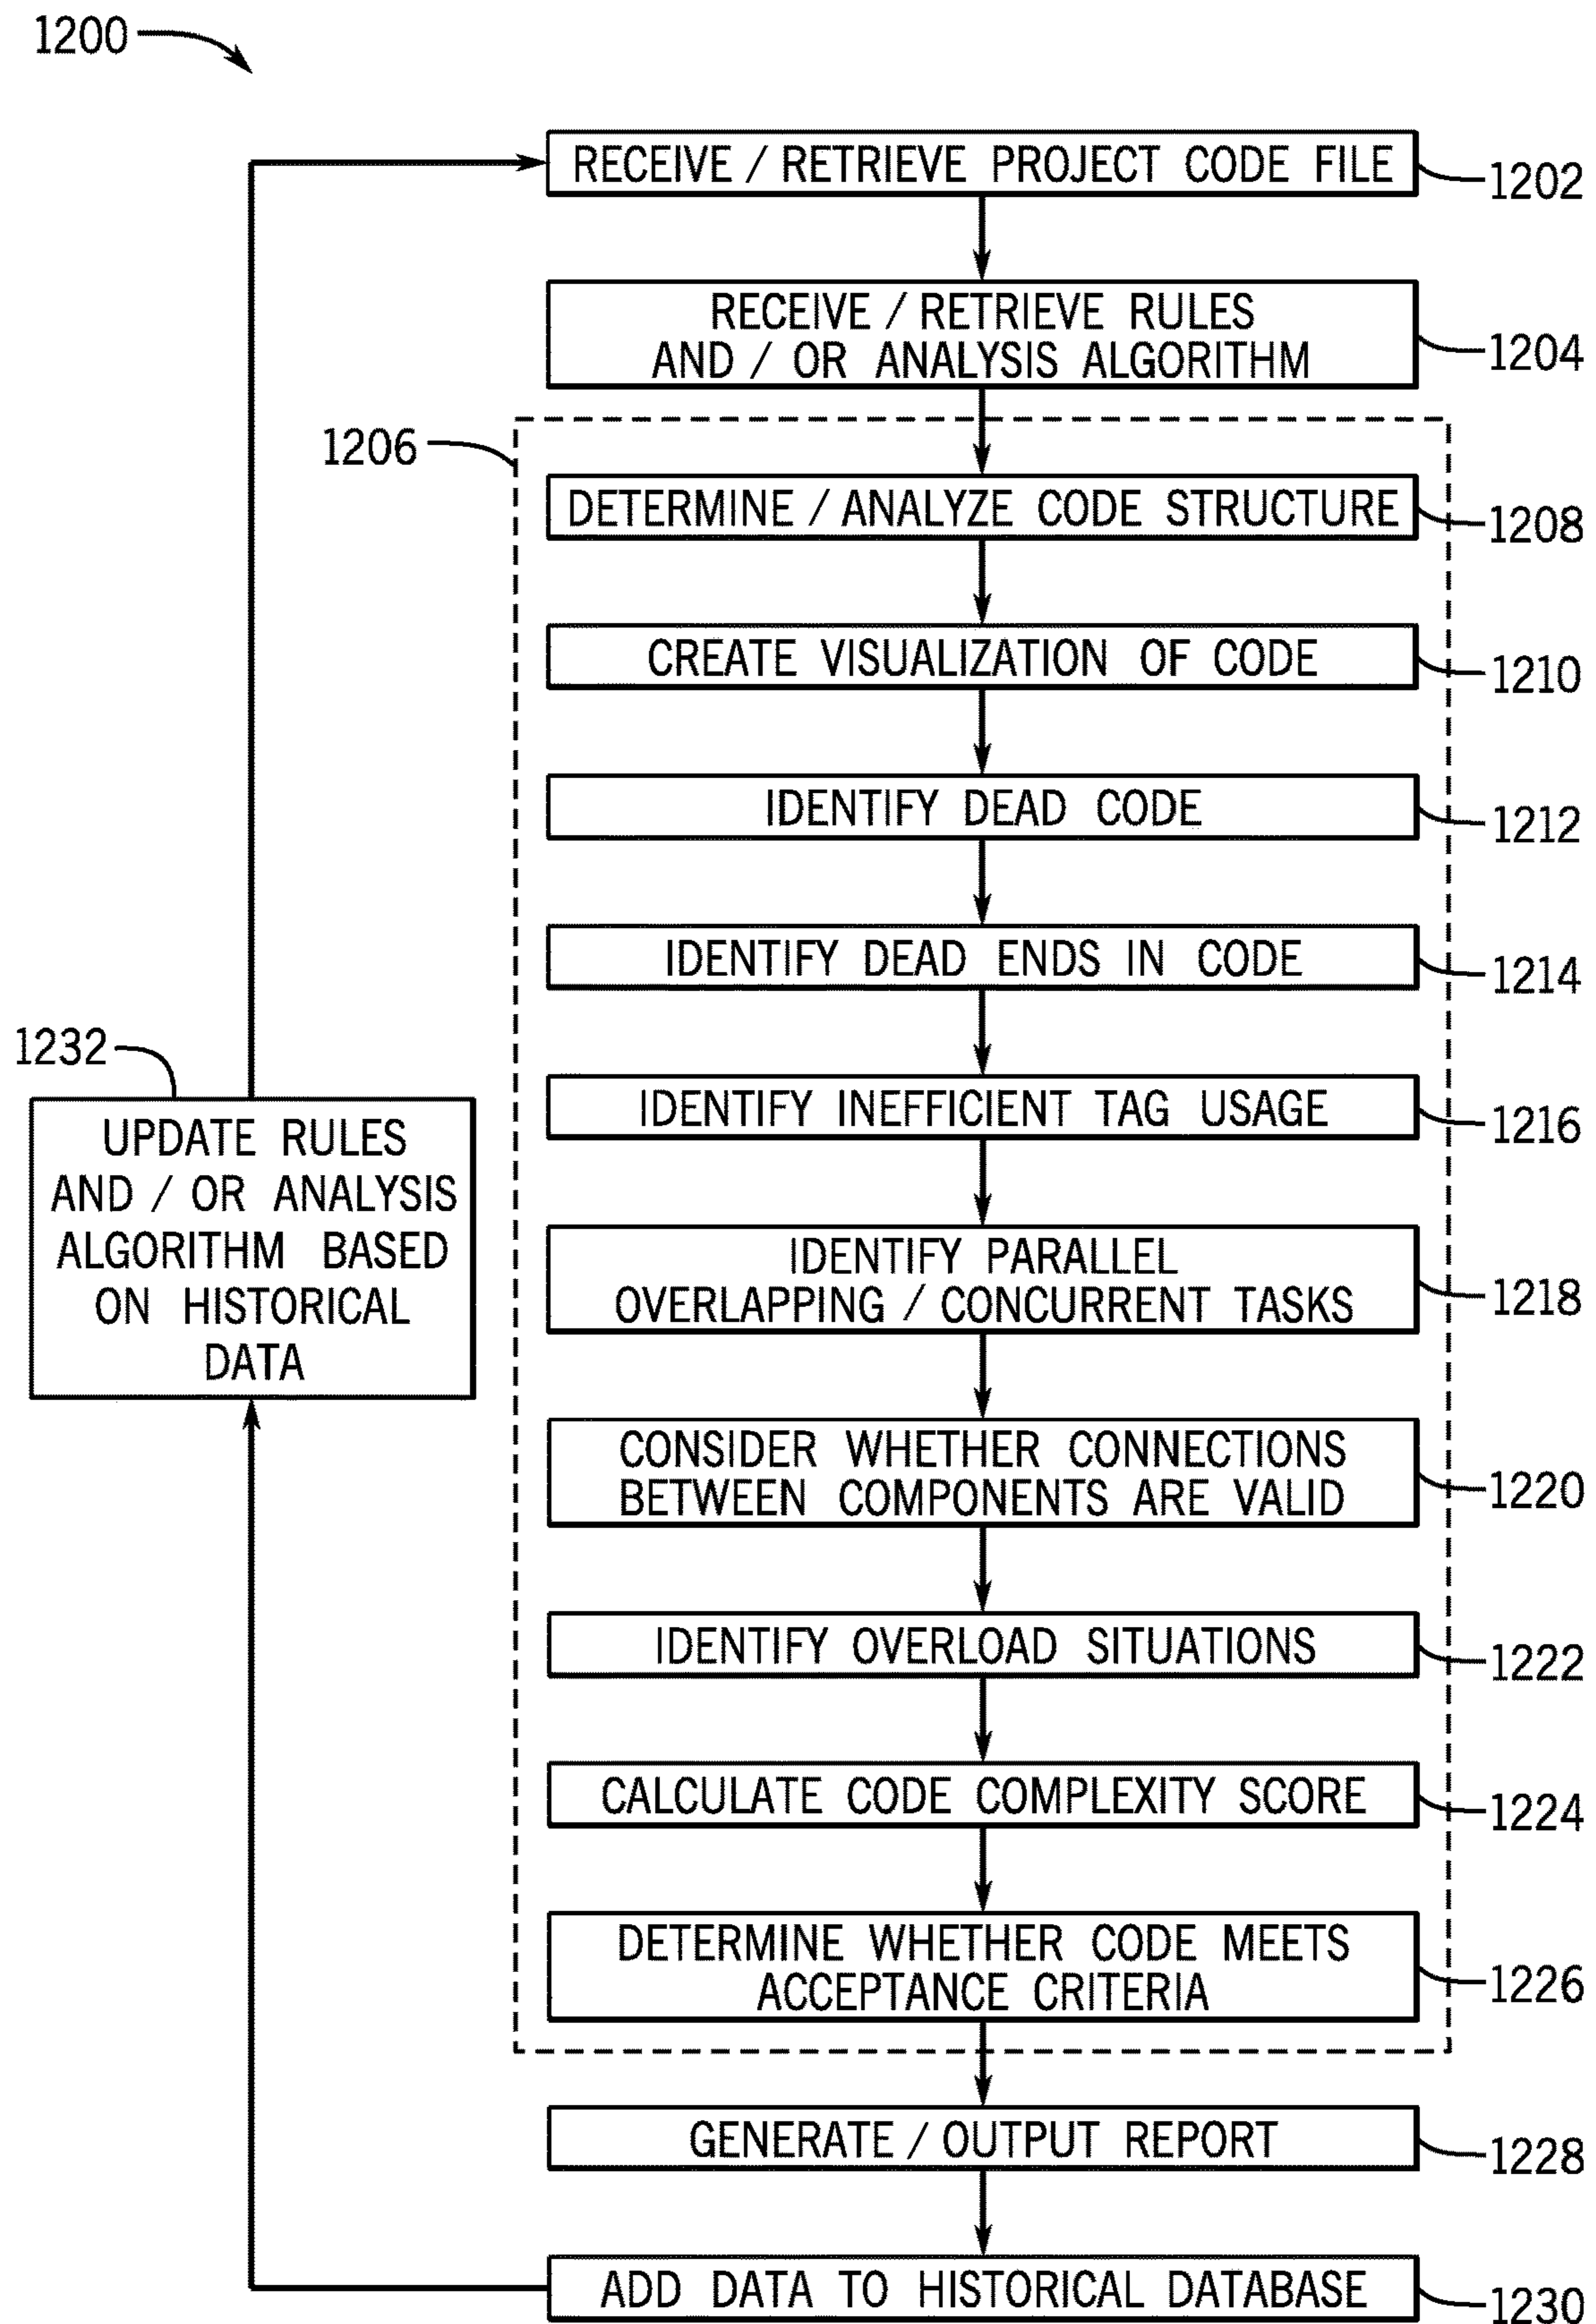 1200
RECEIVE / RETRIEVE PROJECT CODE FILE
1202
RECEIVE / RETRIEVE RULES
AND / OR ANALYSIS ALGORITHM
1204
1206
DETERMINE / ANALYZE CODE STRUCTURE
1208
CREATE VISUALIZATION OF CODE
1210
IDENTIFY DEAD CODE
1212
IDENTIFY DEAD ENDS IN CODE
1214
IDENTIFY INEFFICIENT TAG USAGE
1216
1232
UPDATE RULES
AND / OR ANALYSIS
ALGORITHM BASED
ON HISTORICAL
DATA
IDENTIFY PARALLEL
OVERLAPPING / CONCURRENT TASKS
1218
CONSIDER WHETHER CONNECTIONS
BETWEEN COMPONENTS ARE VALID
1220
IDENTIFY OVERLOAD SITUATIONS
1222
CALCULATE CODE COMPLEXITY SCORE
1224
DETERMINE WHETHER CODE MEETS
ACCEPTANCE CRITERIA
1226
GENERATE / OUTPUT REPORT
1228
ADD DATA TO HISTORICAL DATABASE
1230